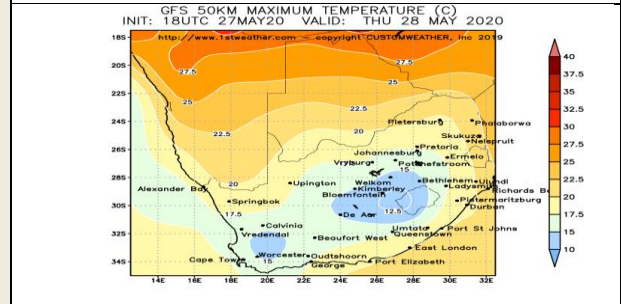 GFS 50KM MAXIMUM TEMPERATURE (C)
INIT: 18UTC 27MAY20 VALID: THU 28 MAY 2020
http://www.1stweather.com copyright CUSTOMWEATHER, Inc 2019
18S
20S
22S
24S
26S
28S
30S
32S
34S
27.5
27.5
25
25
22.5
22.5
20
20
17.5
15
12.5
15
Pietersburg
Phalaborwa
Skukuza
Nelspruit
Pretoria
Johannesburg
Ermelo
Vryburg
Potchefstroom
Alexander Bay
Upington
Welkom
Bethlehem
Ulundi
Kimberley
Ladysmith
Richards B
Bloemfontein
Springbok
Pietermaritzburg
Durban
De Aar
Calvinia
Umtata
Port St Johns
Vredendal
Beaufort West
Queenstown
East London
Cape Town
Worcester
Oudtshoorn
George
Port Elizabeth
14E 16E 18E 20E 22E 24E 26E 28E 30E 32E
40
37.5
35
32.5
30
27.5
25
22.5
20
17.5
15
10